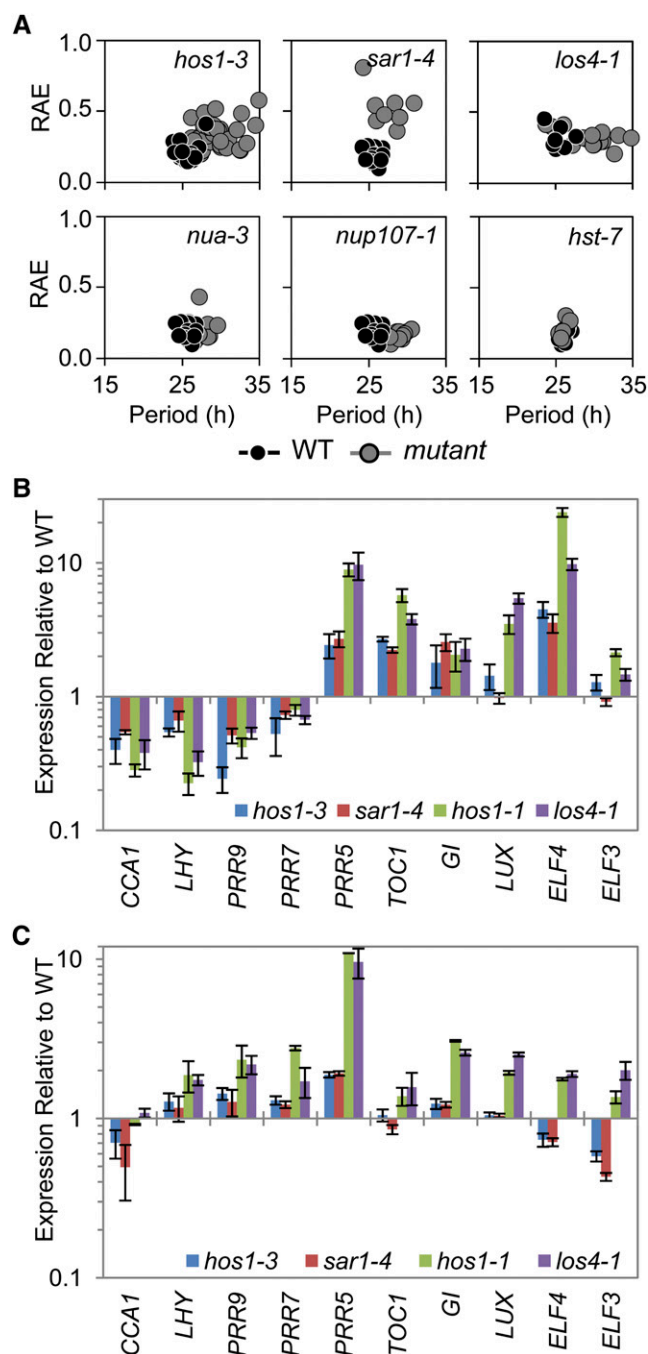 A
hos1-3 sar1-4 los4-1
RAE
1.0
0.5
0.0
nua-3 nup107-1 hst-7
RAE
1.0
0.5
0.0
15 25 35 25 35 25 35
Period (h) Period (h) Period (h)
WT mutant
B
Expression Relative to WT
10
1
0.1
hos1-3 sar1-4 hos1-1 los4-1
CCA1 LHY PRR9 PRR7 PRR5 TOC1 GI LUX ELF4 ELF3
C
Expression Relative to WT
10
1
0.1
hos1-3 sar1-4 hos1-1 los4-1
CCA1 LHY PRR9 PRR7 PRR5 TOC1 GI LUX ELF4 ELF3